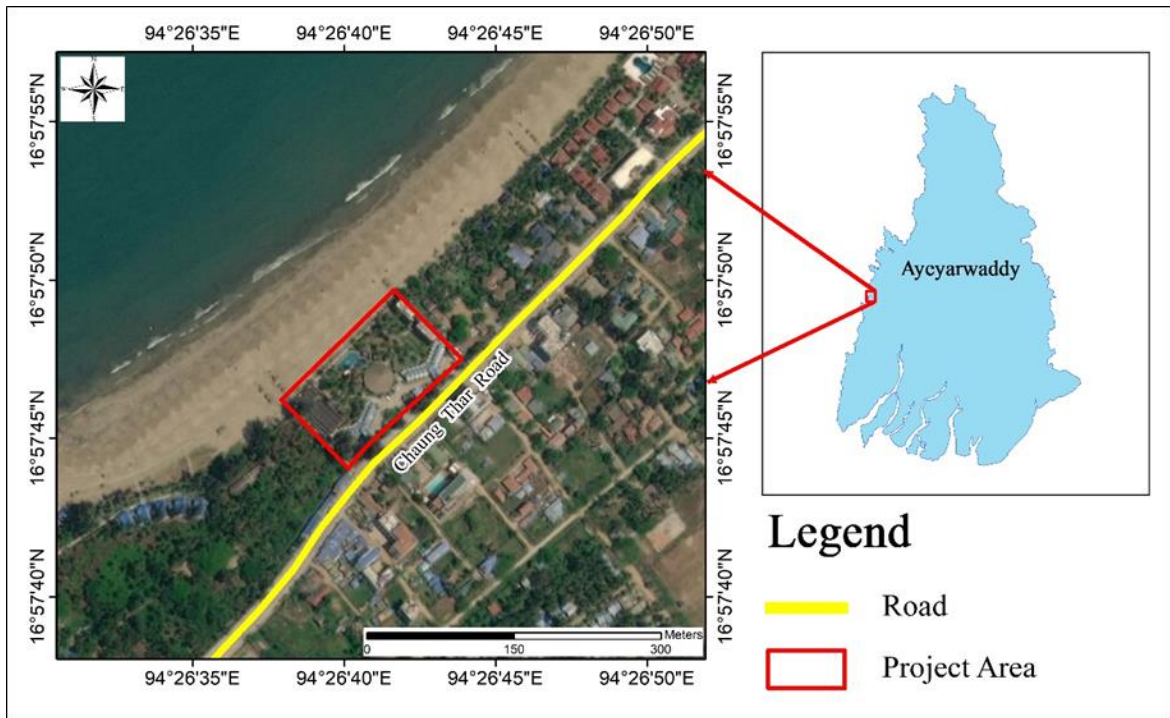 94°26'35"E 94°26'40"E 94°26'45"E 94°26'50"E
16°57'55"N 16°57'55"N
16°57'50"N 16°57'50"N
16°57'45"N 16°57'45"N
16°57'40"N 16°57'40"N
N
Chaung Thar Road
Meters
0 150 300
94°26'35"E 94°26'40"E 94°26'45"E 94°26'50"E
Ayeyarwaddy
Legend
Road
Project Area